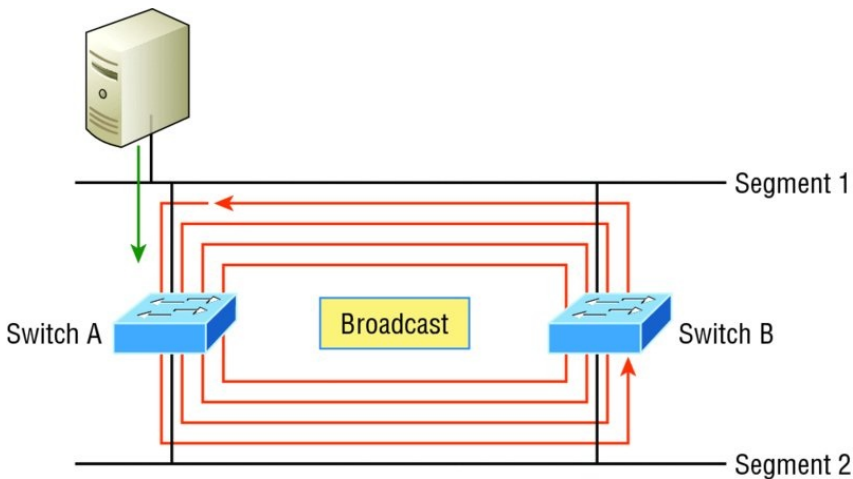 Segment 1
Switch A
Broadcast
Switch B
Segment 2